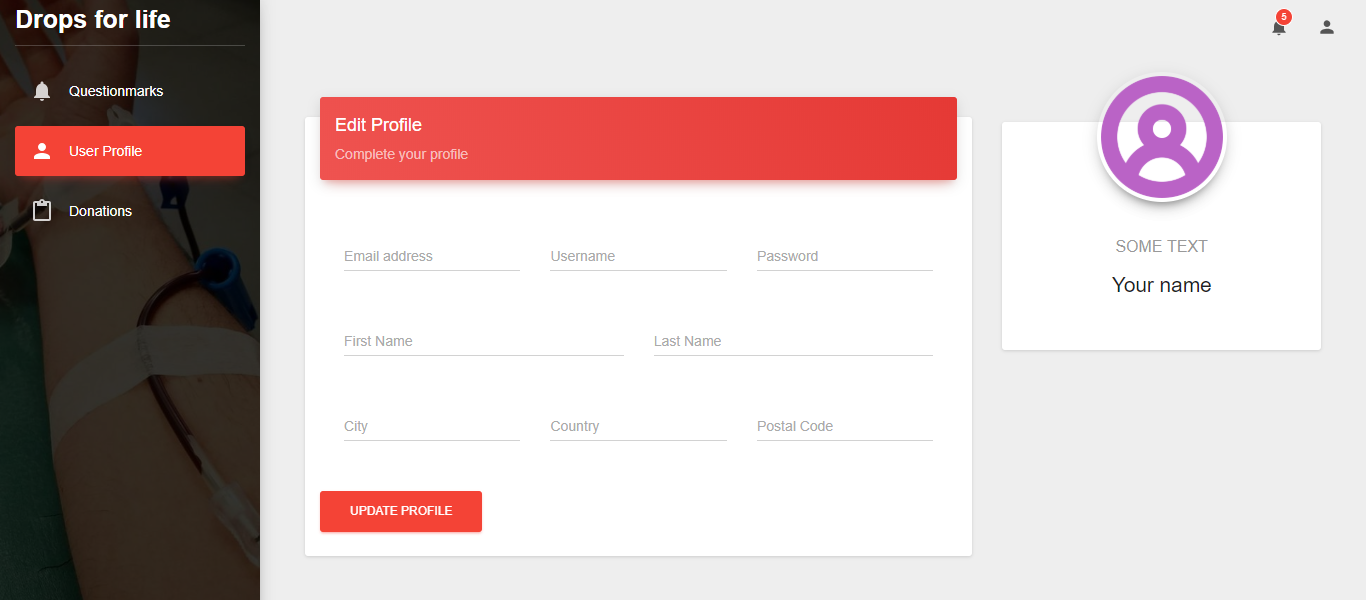 Drops for life
Questionmarks
User Profile
Donations
5
Edit Profile
Complete your profile
Email address
Username
Password
First Name
Last Name
City
Country
Postal Code
UPDATE PROFILE
SOME TEXT
Your name